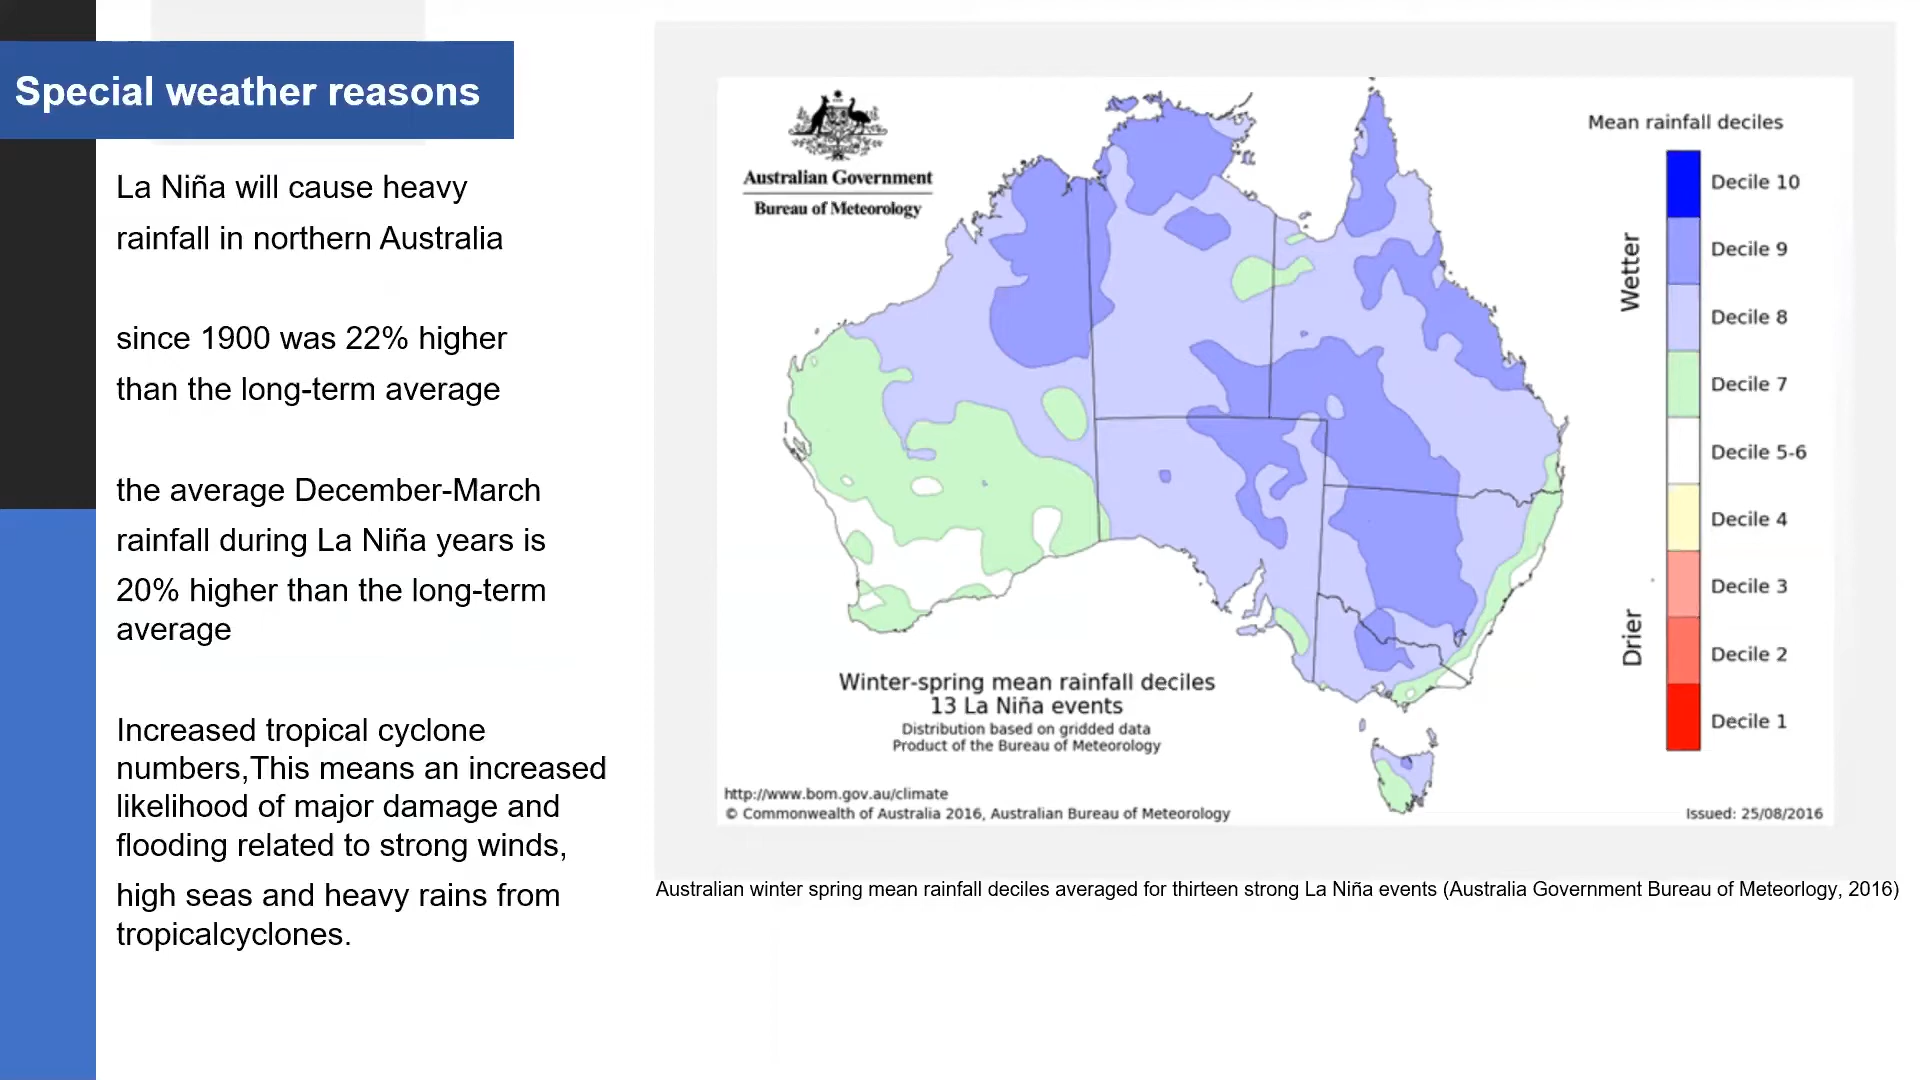 Special weather reasons
La Niña will cause heavy
rainfall in northern Australia
since 1900 was 22% higher
than the long-term average
the average December-March
rainfall during La Niña years is
20% higher than the long-term
average
Increased tropical cyclone
numbers,This means an increased
likelihood of major damage and
flooding related to strong winds,
high seas and heavy rains from
tropicalcyclones.
Australian Government
Bureau of Meteorology
Mean rainfall deciles
Wetter
Drier
Decile 10
Decile 9
Decile 8
Decile 7
Decile 5-6
Decile 4
Decile 3
Decile 2
Decile 1
Winter-spring mean rainfall deciles
13 La Niña events
Distribution based on gridded data
Product of the Bureau of Meteorology
http://www.bom.gov.au/climate
© Commonwealth of Australia 2016, Australian Bureau of Meteorology
Issued: 25/08/2016
Australian winter spring mean rainfall deciles averaged for thirteen strong La Niña events (Australia Government Bureau of Meteorlogy, 2016)